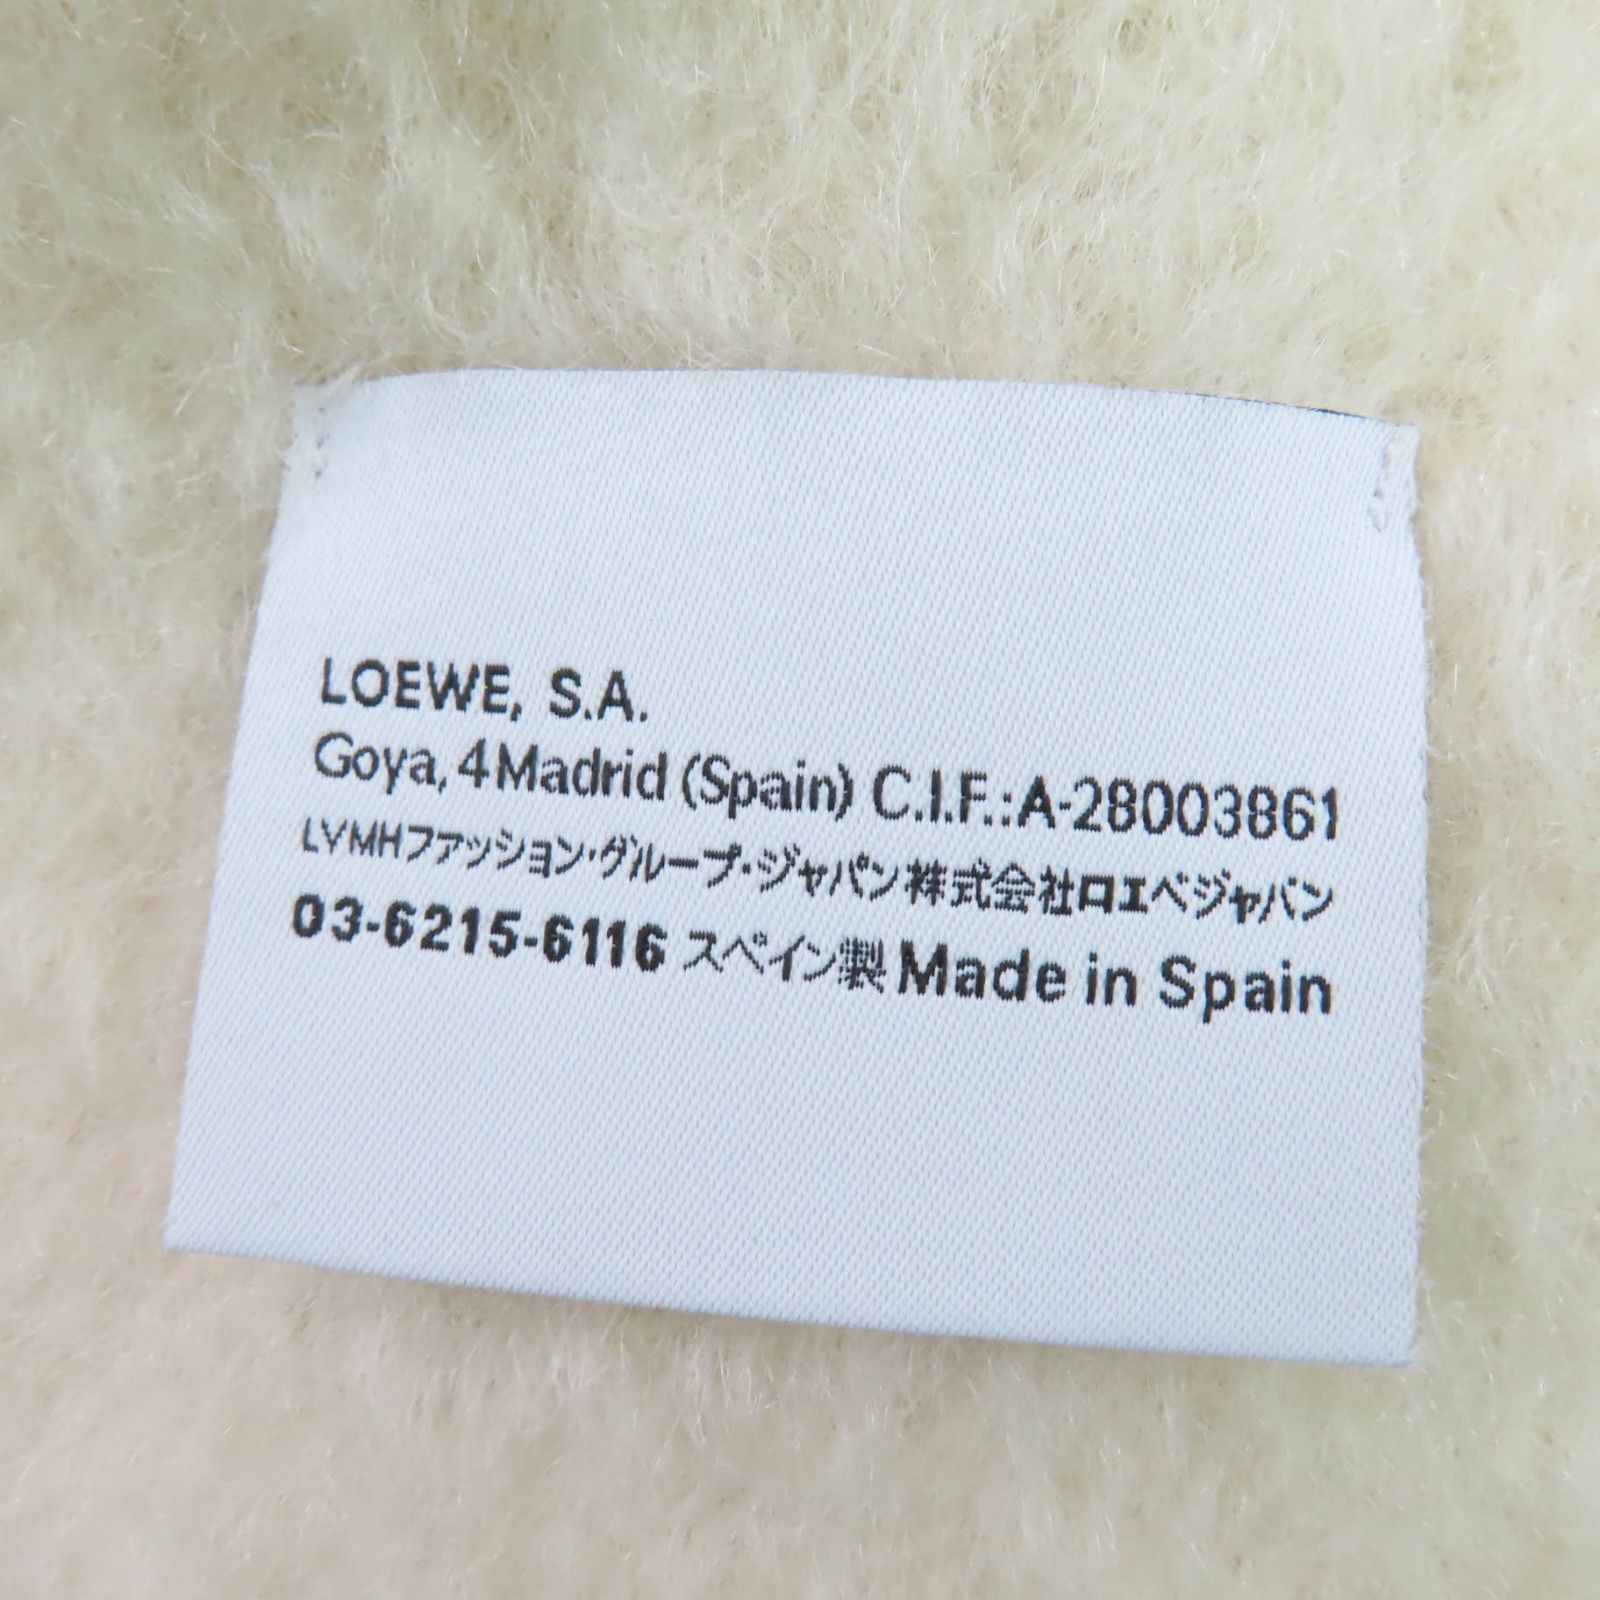 LOEWE, S.A.
Goya, 4 Madrid (Spain) C.I.F.:A-28003861
LVMHファッション・グループ・ジャパン株式会社ロエベジャパン
03-6215-6116 スペイン製 Made in Spain